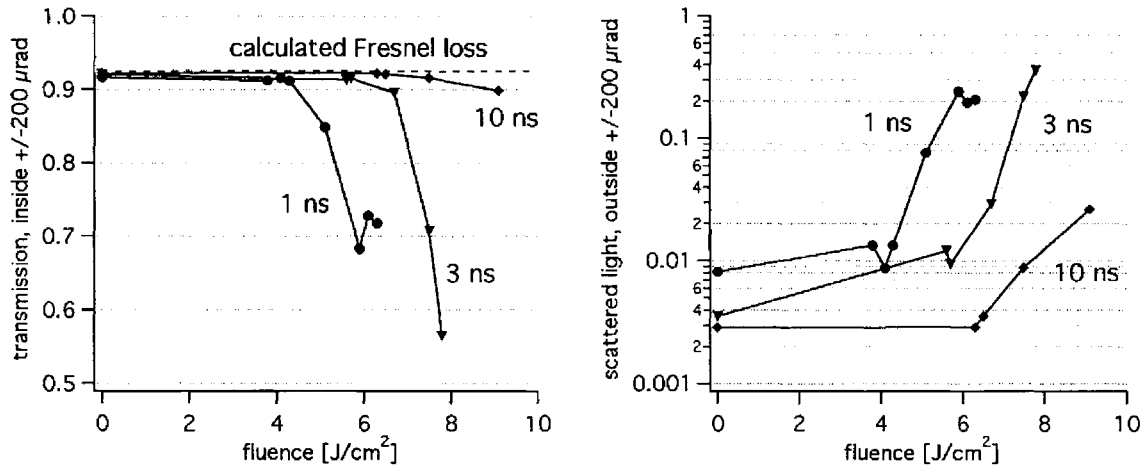 1.0
0.9
0.8
0.7
0.6
0.5
transmission, inside +/-200 µrad
calculated Fresnel loss
10 ns
1 ns
3 ns
0 2 4 6 8 10
fluence [J/cm²]
1
6
4
2
0.1
6
4
2
0.01
6
4
2
0.001
scattered light, outside +/-200 µrad
1 ns
3 ns
10 ns
0 2 4 6 8 10
fluence [J/cm²]